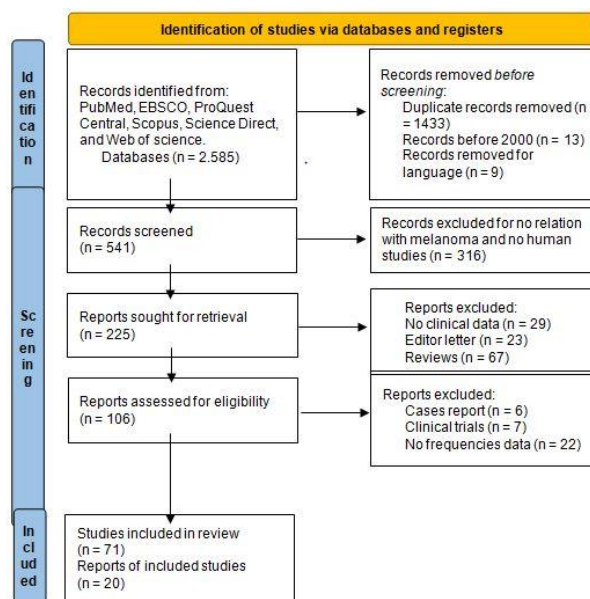 Identification of studies via databases and registers
Id
en
tifi
ca
tio
n
Records identified from:
PubMed, EBSCO, ProQuest
Central, Scopus, Science Direct,
and Web of science.
Databases (n = 2.585)
Records removed before
screening:
Duplicate records removed (n
= 1433)
Records before 2000 (n = 13)
Records removed for
language (n = 9)
Sc
re
en
in
g
Records screened
(n = 541)
Records excluded for no relation
with melanoma and no human
studies (n = 316)
Reports sought for retrieval
(n = 225)
Reports excluded:
No clinical data (n = 29)
Editor letter (n = 23)
Reviews (n = 67)
Reports assessed for eligibility
(n = 106)
Reports excluded:
Cases report (n = 6)
Clinical trials (n = 7)
No frequencies data (n = 22)
In
cl
ud
ed
Studies included in review
(n = 71)
Reports of included studies
(n = 20)